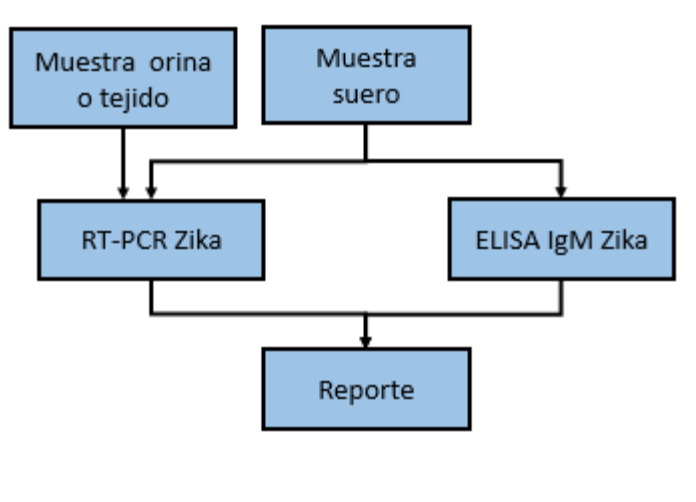 Muestra orina
o tejido
Muestra
suero
RT-PCR Zika
ELISA IgM Zika
Reporte